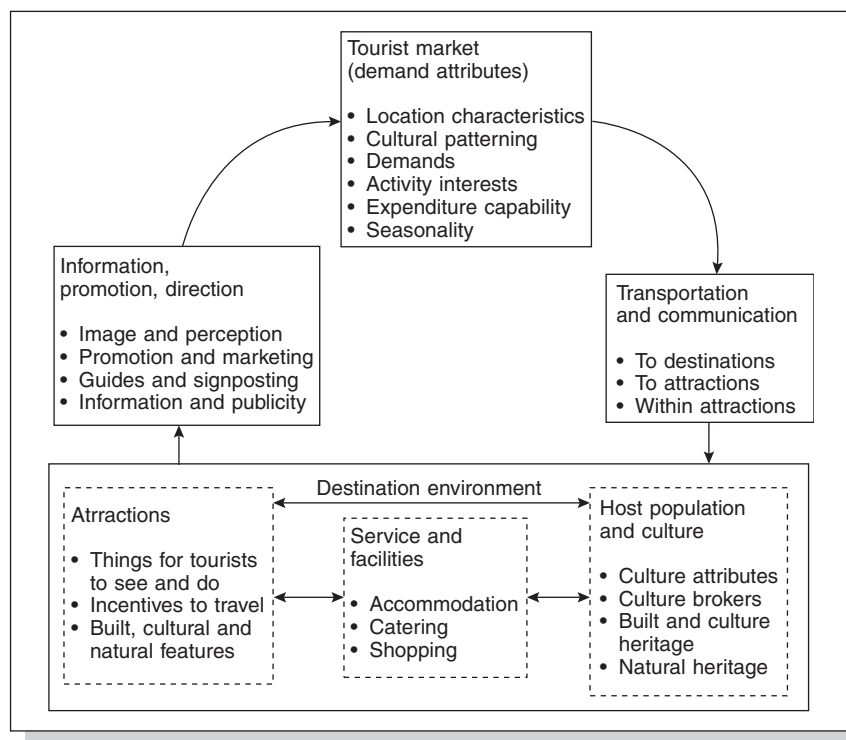 Tourist market
(demand attributes)
• Location characteristics
• Cultural patterning
• Demands
• Activity interests
• Expenditure capability
• Seasonality
Information,
promotion, direction
• Image and perception
• Promotion and marketing
• Guides and signposting
• Information and publicity
Transportation
and communication
• To destinations
• To attractions
• Within attractions
Destination environment
Atrractions
• Things for tourists
to see and do
• Incentives to travel
• Built, cultural and
natural features
Service and
facilities
• Accommodation
• Catering
• Shopping
Host population
and culture
• Culture attributes
• Culture brokers
• Built and culture
heritage
• Natural heritage